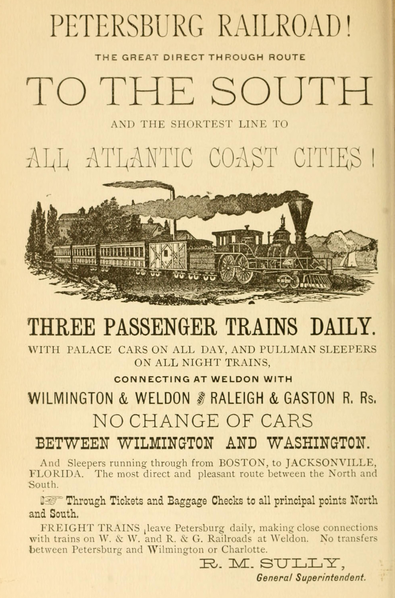 PETERSBURG RAILROAD!
THE GREAT DIRECT THROUGH ROUTE
TO THE SOUTH
AND THE SHORTEST LINE TO
ALL ATLANTIC COAST CITIES!
THREE PASSENGER TRAINS DAILY.
WITH PALACE CARS ON ALL DAY, AND PULLMAN SLEEPERS
ON ALL NIGHT TRAINS,
CONNECTING AT WELDON WITH
WILMINGTON & WELDON and RALEIGH & GASTON R. Rs.
NO CHANGE OF CARS
BETWEEN WILMINGTON AND WASHINGTON.
And Sleepers running through from BOSTON, to JACKSONVILLE,
FLORIDA. The most direct and pleasant route between the North and
South.
Through Tickets and Baggage Checks to all principal points North
and South.
FREIGHT TRAINS leave Petersburg daily, making close connections
with trains on W. & W. and R. & G. Railroads at Weldon. No transfers
between Petersburg and Wilmington or Charlotte.
R. M. SULLY,
General Superintendent.